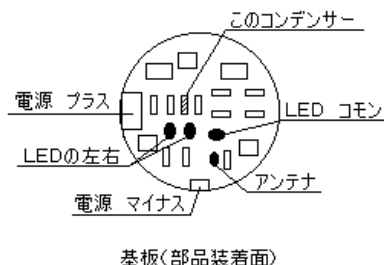 このコンデンサー
電源 プラス
LED コモン
LEDの左右
アンテナ
電源 マイナス
基板(部品装着面)